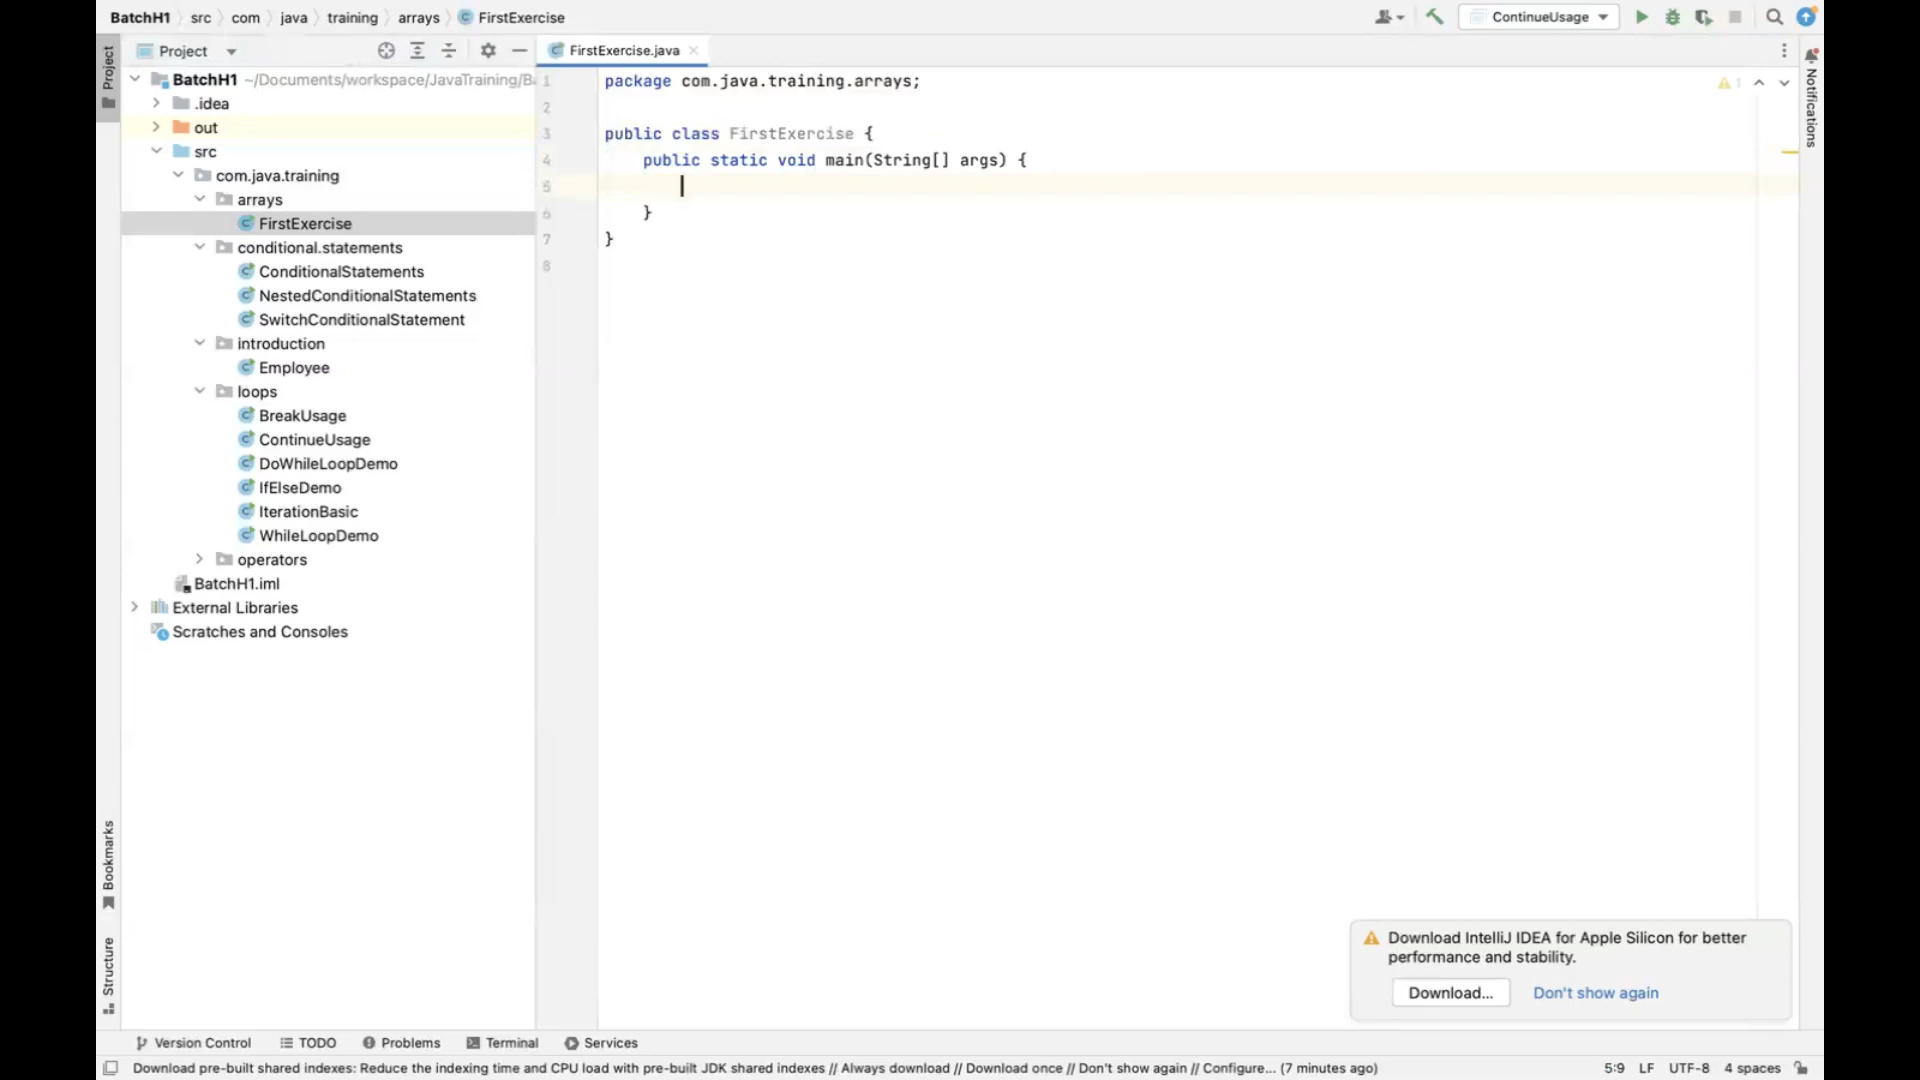 BatchH1 src com java training arrays FirstExercise
ContinueUsage
Project
FirstExercise.java
Project
Notifications
BatchH1 ~/Documents/workspace/JavaTraining/Ba
.idea
out
src
com.java.training
arrays
FirstExercise
conditional.statements
ConditionalStatements
NestedConditionalStatements
SwitchConditionalStatement
introduction
Employee
loops
BreakUsage
ContinueUsage
DoWhileLoopDemo
IfElseDemo
IterationBasic
WhileLoopDemo
operators
BatchH1.iml
External Libraries
Scratches and Consoles
1 package com.java.training.arrays;
2
3 public class FirstExercise {
4 public static void main(String[] args) {
5
6 }
7 }
8
1
Bookmarks
Structure
Download IntelliJ IDEA for Apple Silicon for better
performance and stability.
Download... Don't show again
Version Control TODO Problems Terminal Services
Download pre-built shared indexes: Reduce the indexing time and CPU load with pre-built JDK shared indexes // Always download // Download once // Don't show again // Configure... (7 minutes ago) 5:9 LF UTF-8 4 spaces